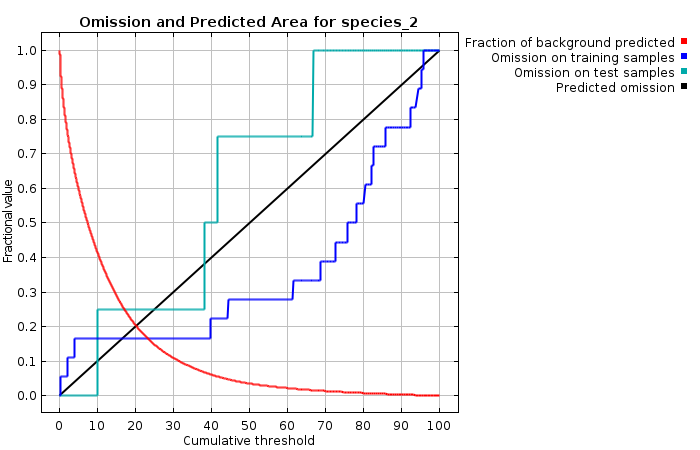 Omission and Predicted Area for species_2
Fraction of background predicted
Omission on training samples
Omission on test samples
Predicted omission
Fractional value
1.0
0.9
0.8
0.7
0.6
0.5
0.4
0.3
0.2
0.1
0.0
0 10 20 30 40 50 60 70 80 90 100
Cumulative threshold